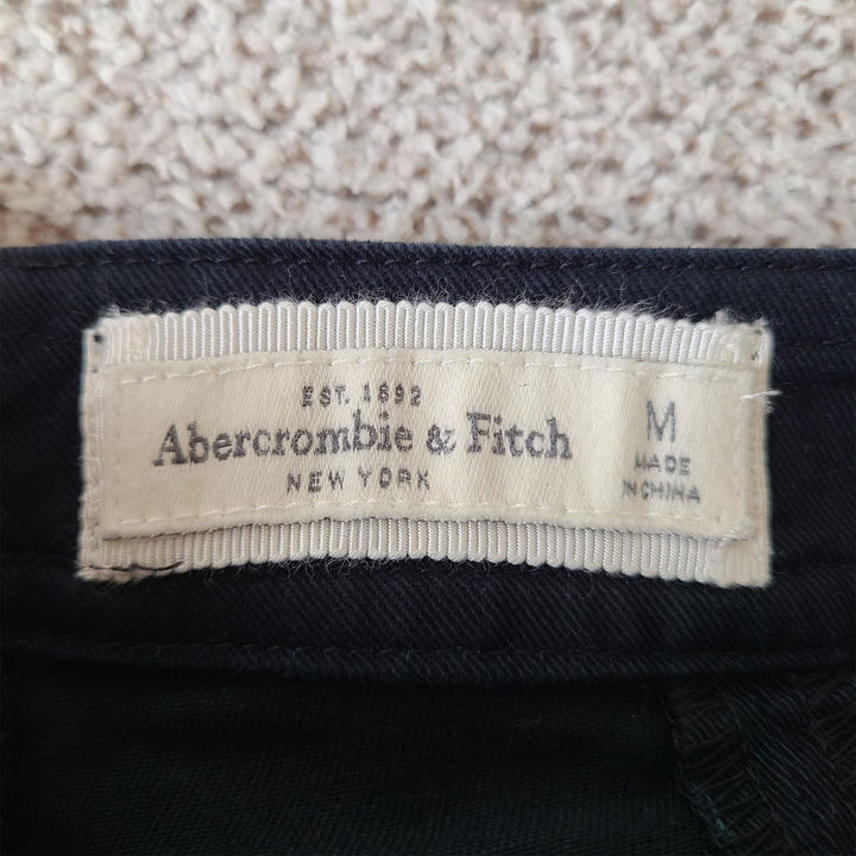 EST. 1892
Abercrombie & Fitch
NEW YORK
M
MADE
IN CHINA